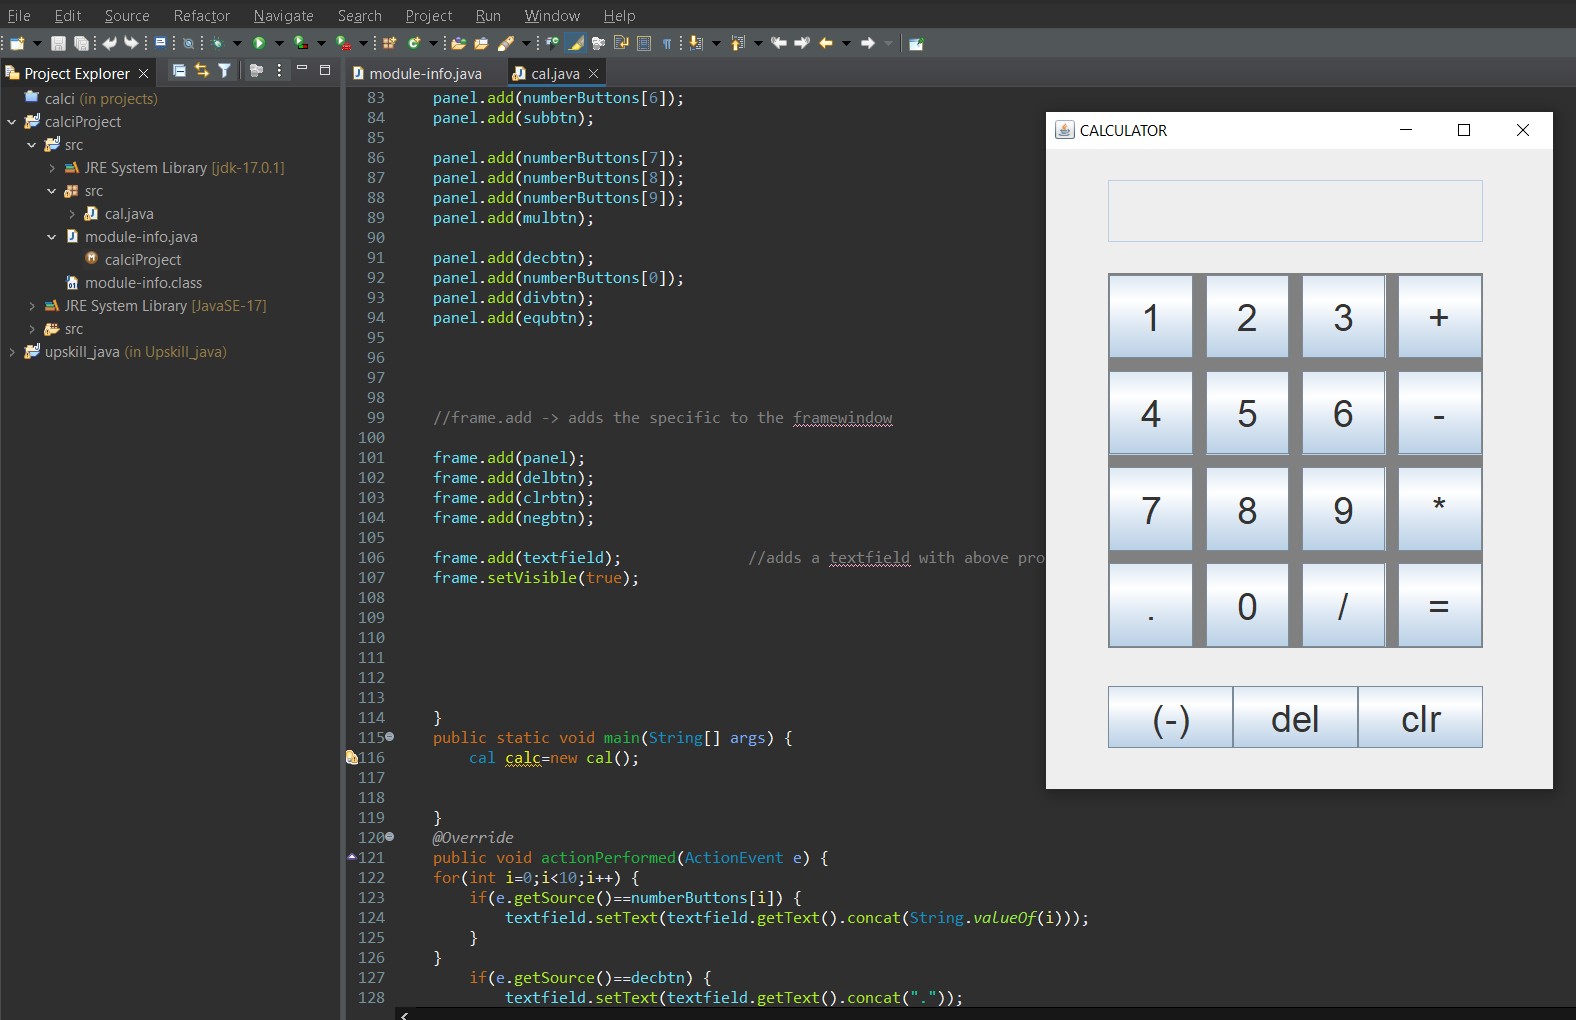 File Edit Source Refactor Navigate Search Project Run Window Help
Project Explorer
calci (in projects)
calciProject
src
JRE System Library [jdk-17.0.1]
src
cal.java
module-info.java
calciProject
module-info.class
JRE System Library [JavaSE-17]
src
upskill_java (in Upskill_java)
module-info.java cal.java
83 panel.add(numberButtons[6]);
84 panel.add(subbtn);
85
86 panel.add(numberButtons[7]);
87 panel.add(numberButtons[8]);
88 panel.add(numberButtons[9]);
89 panel.add(mulbtn);
90
91 panel.add(decbtn);
92 panel.add(numberButtons[0]);
93 panel.add(divbtn);
94 panel.add(equbtn);
95
96
97
98
99 //frame.add -> adds the specific to the framewindow
100
101 frame.add(panel);
102 frame.add(delbtn);
103 frame.add(clrbtn);
104 frame.add(negbtn);
105
106 frame.add(textfield); //adds a textfield with above pro
107 frame.setVisible(true);
108
109
110
111
112
113
114 }
115 public static void main(String[] args) {
116 cal calc=new cal();
117
118
119 }
120 @Override
121 public void actionPerformed(ActionEvent e) {
122 for(int i=0;i<10;i++) {
123 if(e.getSource()==numberButtons[i]) {
124 textfield.setText(textfield.getText().concat(String.valueOf(i)));
125 }
126 }
127 if(e.getSource()==decbtn) {
128 textfield.setText(textfield.getText().concat("."));
CALCULATOR
1 2 3 +
4 5 6 -
7 8 9 *
. 0 / =
(-) del clr